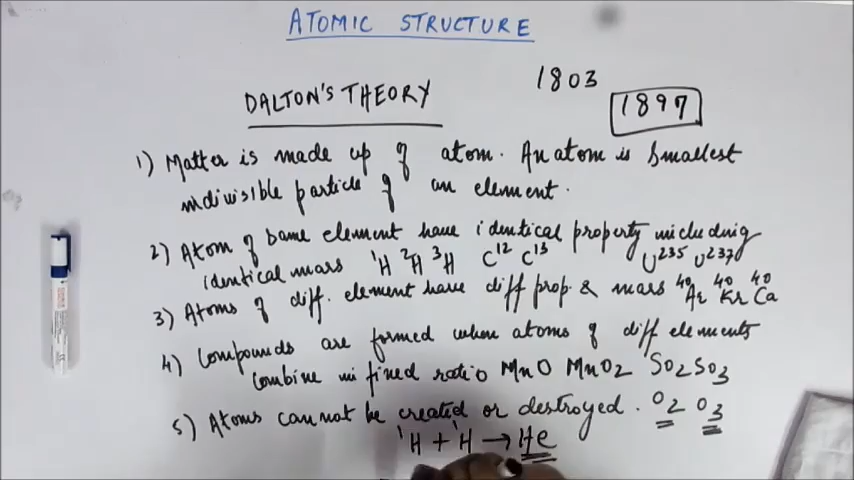 ATOMIC STRUCTURE
1803
DALTON'S THEORY
1897
1) Matter is made up of atom. An atom is smallest
indivisible particle of an element.
2) Atom of same element have identical property including
identical mass ¹H ²H ³H C¹² C¹³ U²³⁵ U²³⁷
3) Atoms of diff. element have diff prop. & mass ⁴⁰Ar ⁴⁰Kr ⁴⁰Ca
4) Compounds are formed when atoms of diff elements
combine in fixed ratio MnO MnO₂ SO₂ SO₃
5) Atoms cannot be created or destroyed. O₂ O₃
¹H + ¹H → He